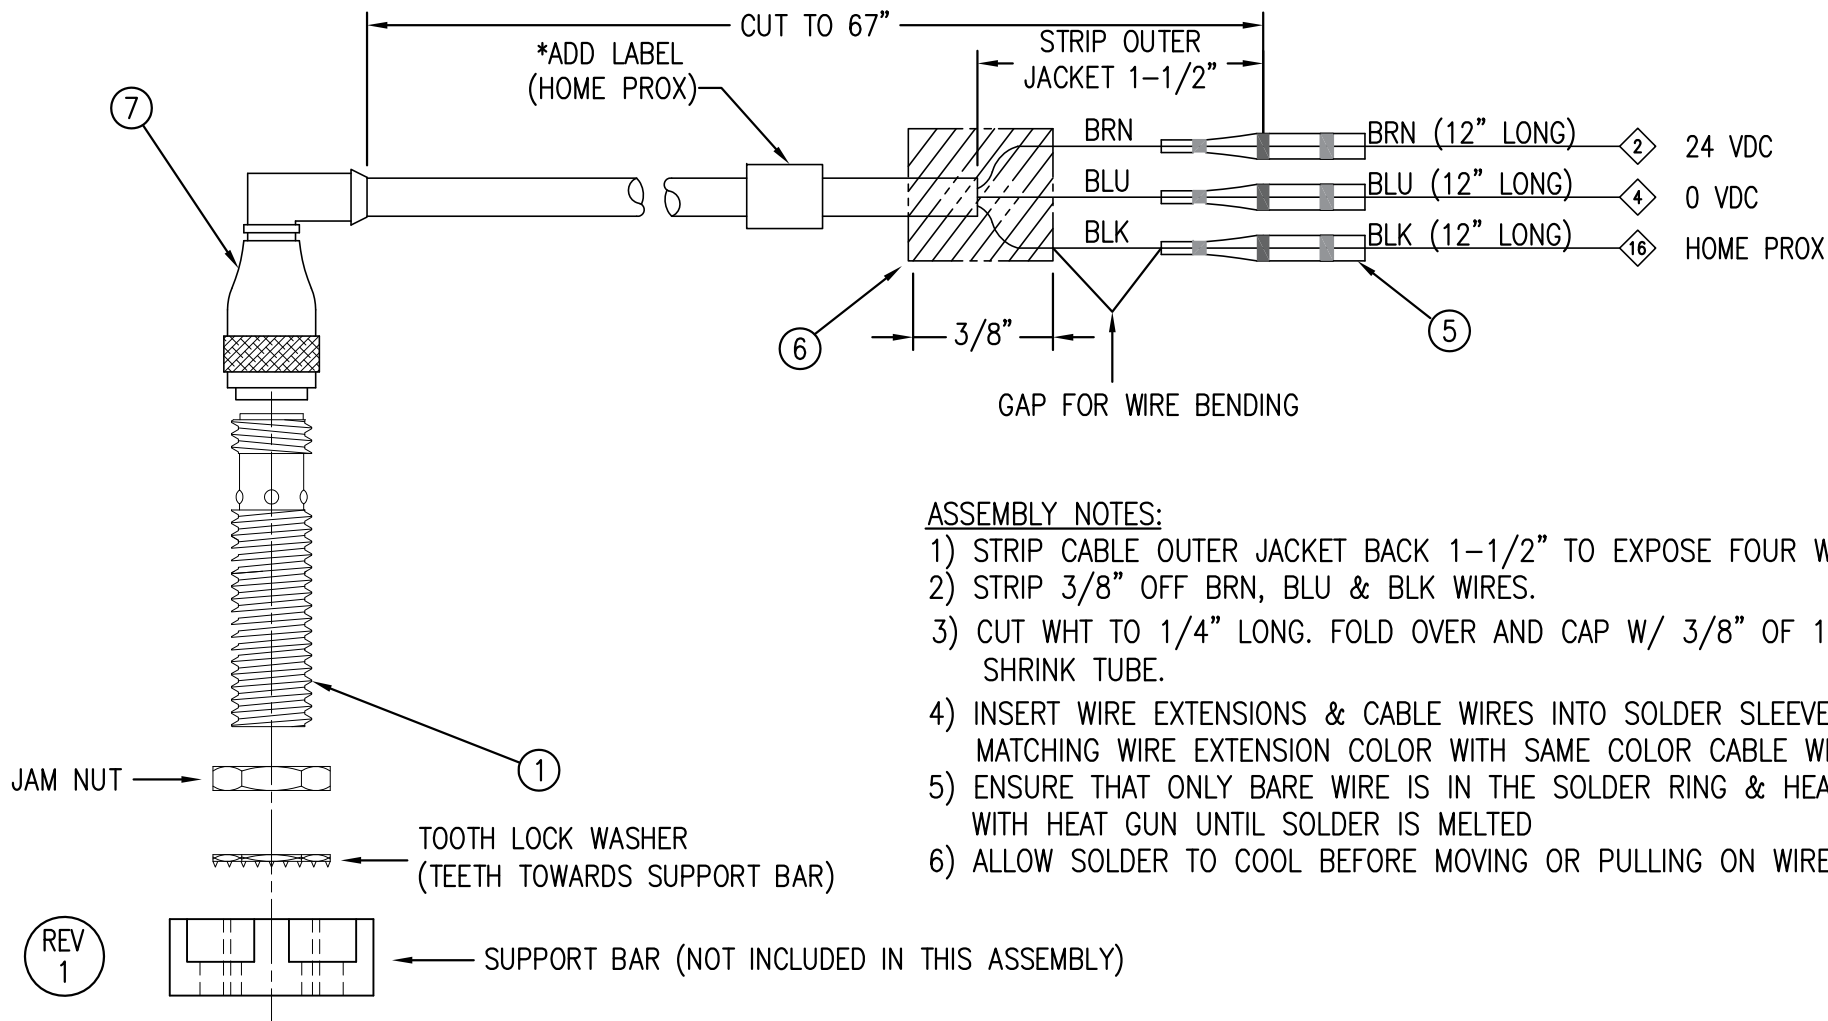 CUT TO 67”
*ADD LABEL
(HOME PROX)
STRIP OUTER
JACKET 1-1/2”
7
BRN
BRN (12” LONG)
2
24 VDC
BLU
BLU (12” LONG)
4
0 VDC
BLK
BLK (12” LONG)
16
HOME PROX
6
3/8”
5
GAP FOR WIRE BENDING
ASSEMBLY NOTES:
1) STRIP CABLE OUTER JACKET BACK 1-1/2” TO EXPOSE FOUR
2) STRIP 3/8” OFF BRN, BLU & BLK WIRES.
3) CUT WHT TO 1/4” LONG. FOLD OVER AND CAP W/ 3/8” OF
SHRINK TUBE.
4) INSERT WIRE EXTENSIONS & CABLE WIRES INTO SOLDER SLEEVE
MATCHING WIRE EXTENSION COLOR WITH SAME COLOR CABLE
5) ENSURE THAT ONLY BARE WIRE IS IN THE SOLDER RING &
WITH HEAT GUN UNTIL SOLDER IS MELTED
6) ALLOW SOLDER TO COOL BEFORE MOVING OR PULLING ON WIRE
1
JAM NUT
TOOTH LOCK WASHER
(TEETH TOWARDS SUPPORT BAR)
REV
1
SUPPORT BAR (NOT INCLUDED IN THIS ASSEMBLY)